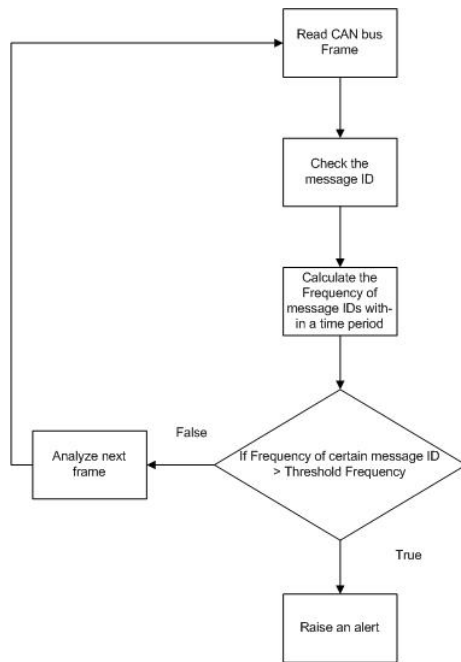 Read CAN bus
Frame
Check the
message ID
Calculate the
Frequency of
message IDs with-
in a time period
False
If Frequency of certain message ID
> Threshold Frequency
Analyze next
frame
True
Raise an alert